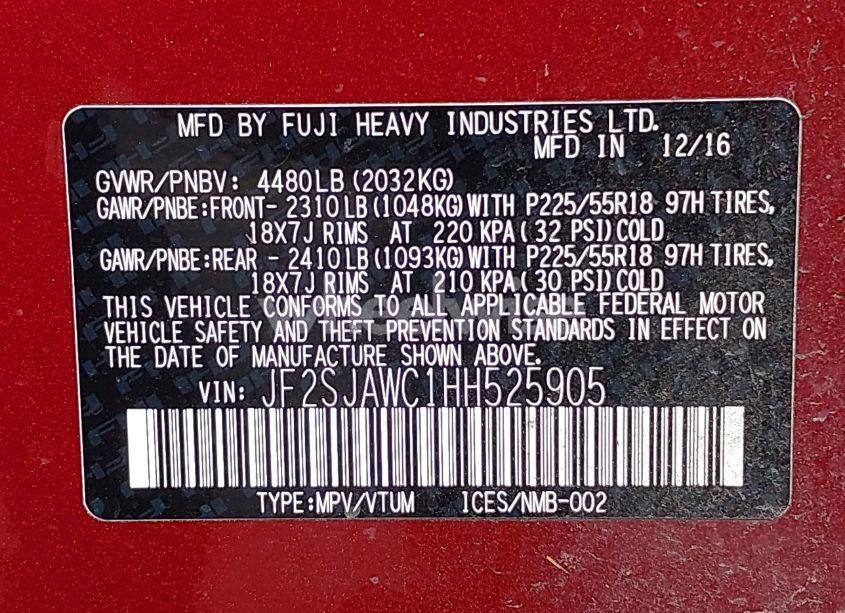 MFD BY FUJI HEAVY INDUSTRIES LTD.
MFD IN 12/16
GVWR/PNBV: 4480LB (2032KG)
GAWR/PNBE:FRONT- 2310LB(1048KG)WITH P225/55R18 97H TIRES,
18X7J RIMS AT 220 KPA(32 PSI)COLD
GAWR/PNBE:REAR - 2410LB(1093KG)WITH P225/55R18 97H TIRES,
18X7J RIMS AT 210 KPA(30 PSI)COLD
THIS VEHICLE CONFORMS TO ALL APPLICABLE FEDERAL MOTOR
VEHICLE SAFETY AND THEFT PREVENTION STANDARDS IN EFFECT ON
THE DATE OF MANUFACTURE SHOWN ABOVE.
VIN: JF2SJAWC1HH525905
TYPE:MPV/VTUM ICES/NMB-002